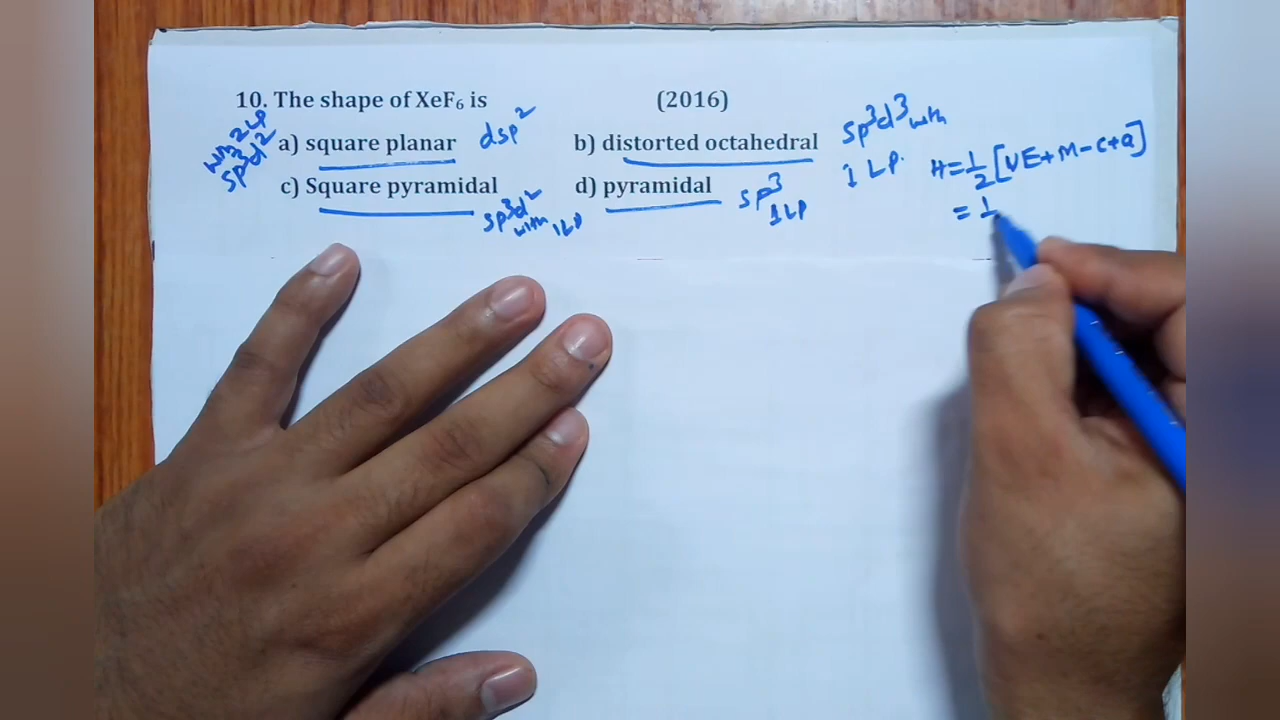 10. The shape of XeF₆ is (2016)
with 2LP
sp³d²
a) square planar dsp² b) distorted octahedral sp³d³ with
1 LP.
H=1/2[VE+M-C+a]
c) Square pyramidal d) pyramidal sp³
1LP
sp³d²
with 1LP
= 1/